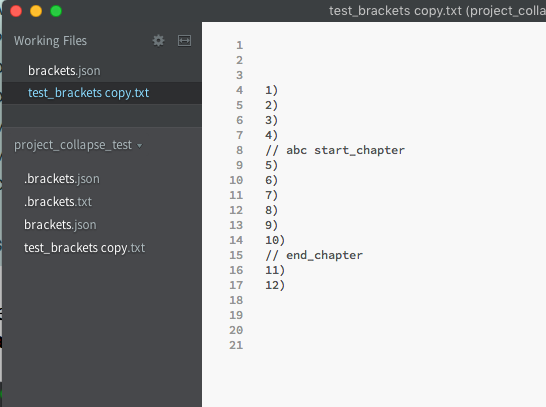 test_brackets copy.txt (project_colla
Working Files
brackets.json
test_brackets copy.txt
project_collapse_test
.brackets.json
.brackets.txt
brackets.json
test_brackets copy.txt
1
2
3
4 1)
5 2)
6 3)
7 4)
8 // abc start_chapter
9 5)
10 6)
11 7)
12 8)
13 9)
14 10)
15 // end_chapter
16 11)
17 12)
18
19
20
21